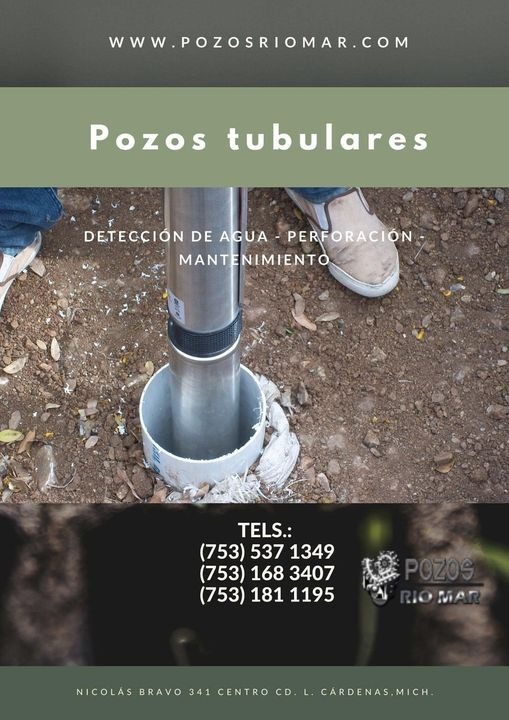 WWW.POZOSRIOMAR.COM
Pozos tubulares
DETECCIÓN DE AGUA - PERFORACIÓN -
MANTENIMIENTO
TELS.:
(753) 537 1349
(753) 168 3407
(753) 181 1195
POZOS
RIO MAR
NICOLÁS BRAVO 341 CENTRO CD. L. CÁRDENAS,MICH.